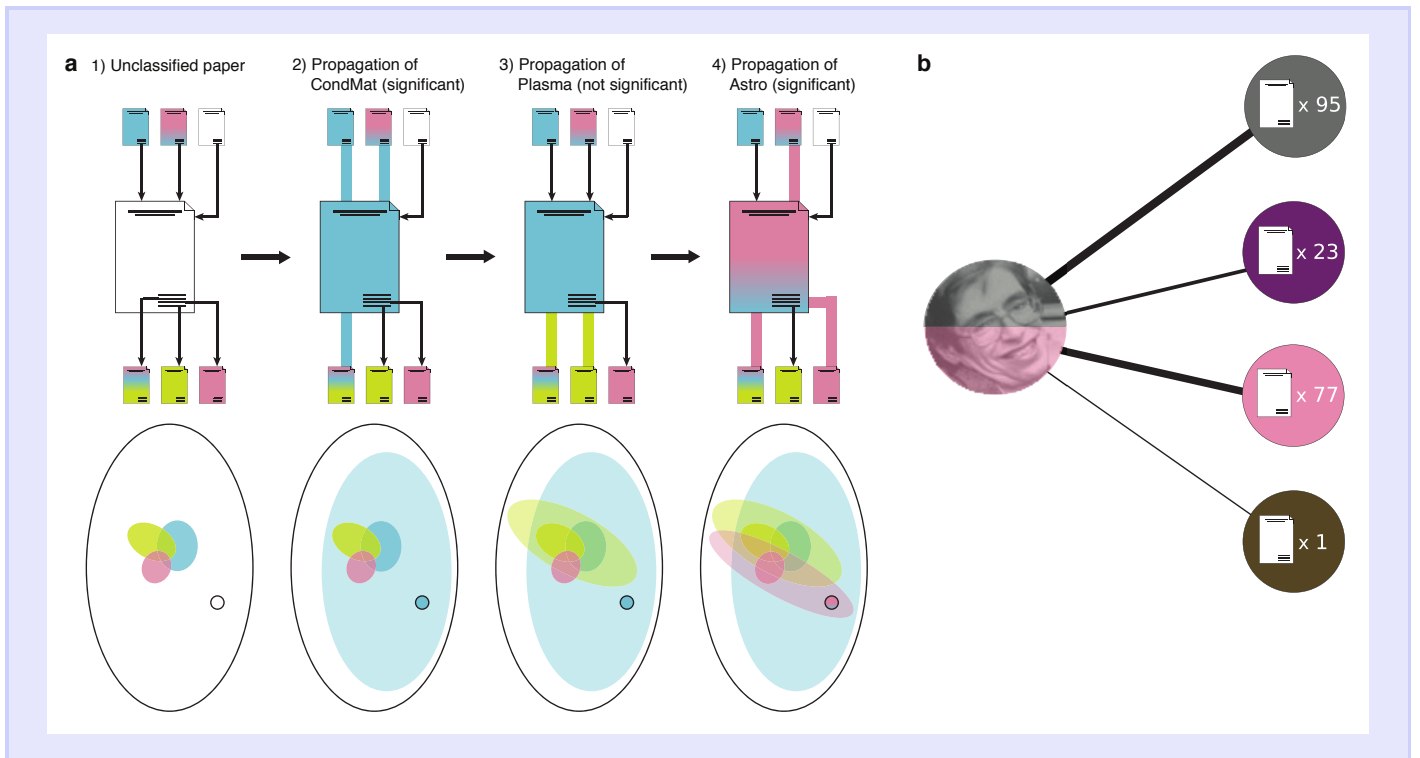 a
1) Unclassified paper
2) Propagation of
CondMat (significant)
3) Propagation of
Plasma (not significant)
4) Propagation of
Astro (significant)
b
x 95
x 23
x 77
x 1